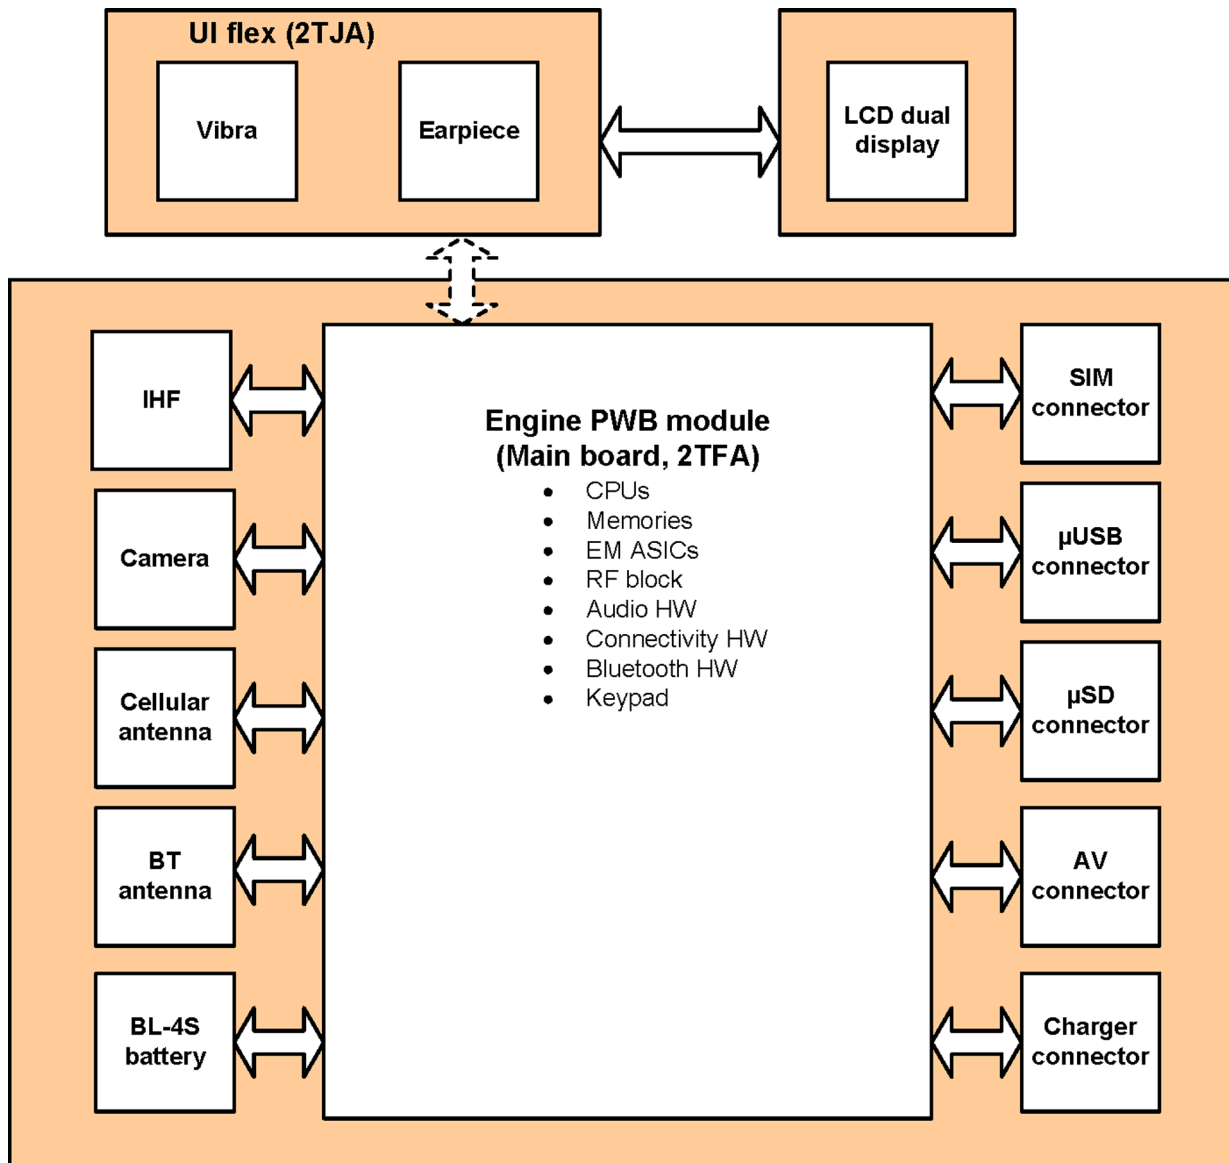 UI flex (2TJA)
Vibra
Earpiece
LCD dual
display
IHF
Camera
Cellular
antenna
BT
antenna
BL-4S
battery
Engine PWB module
(Main board, 2TFA)
• CPUs
• Memories
• EM ASICs
• RF block
• Audio HW
• Connectivity HW
• Bluetooth HW
• Keypad
SIM
connector
µUSB
connector
µSD
connector
AV
connector
Charger
connector